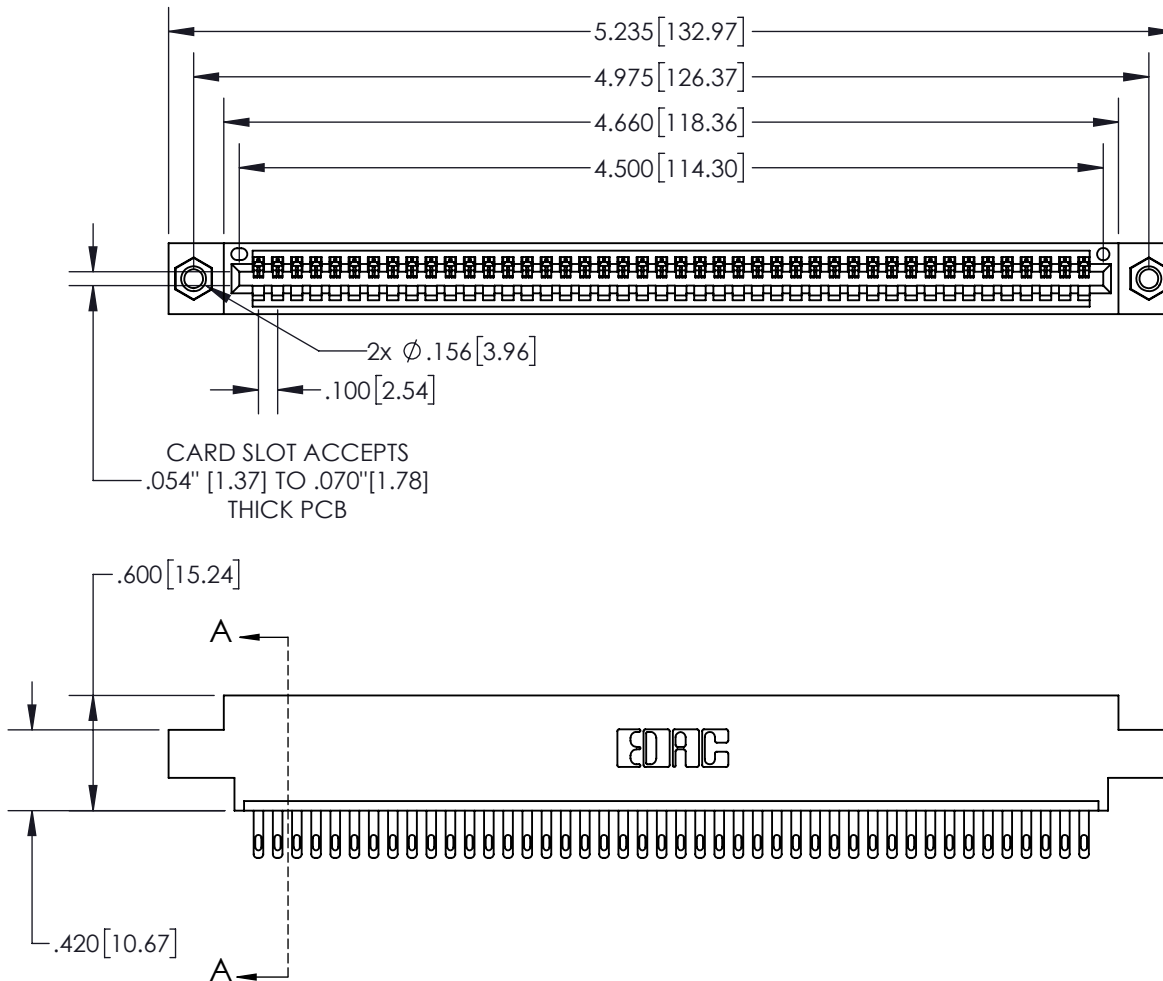 5.235[132.97]
4.975[126.37]
4.660[118.36]
4.500[114.30]
2x Ø.156[3.96]
.100[2.54]
CARD SLOT ACCEPTS
.054" [1.37] TO .070"[1.78]
THICK PCB
.600[15.24]
A
EDAC
.420[10.67]
A